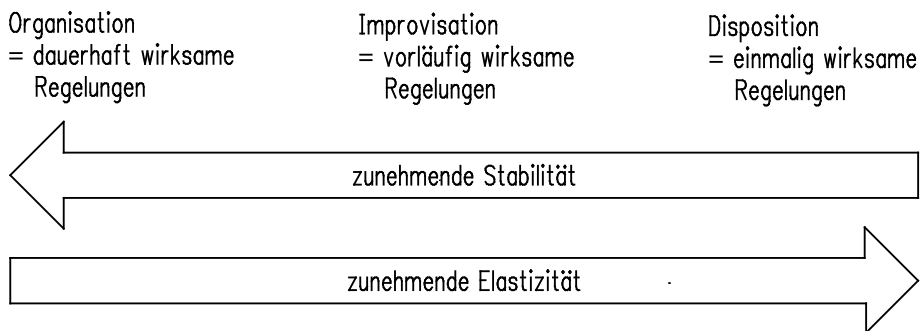 Organisation
= dauerhaft wirksame
Regelungen
Improvisation
= vorläufig wirksame
Regelungen
Disposition
= einmalig wirksame
Regelungen
zunehmende Stabilität
zunehmende Elastizität